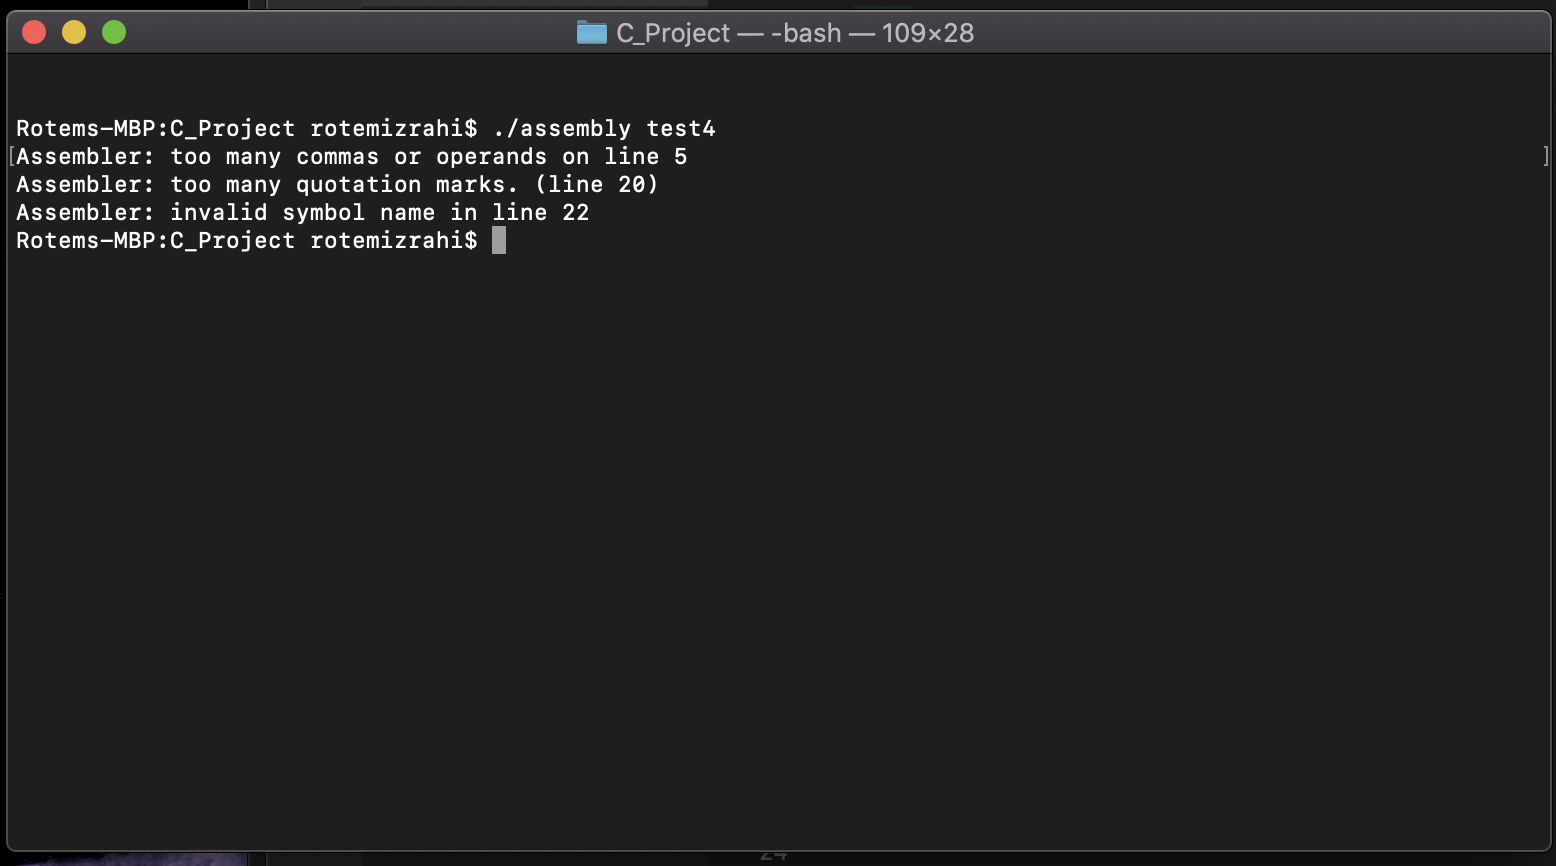 C_Project — -bash — 109×28
Rotems-MBP:C_Project rotemizrahi$ ./assembly test4
[Assembler: too many commas or operands on line 5 ]
Assembler: too many quotation marks. (line 20)
Assembler: invalid symbol name in line 22
Rotems-MBP:C_Project rotemizrahi$
24